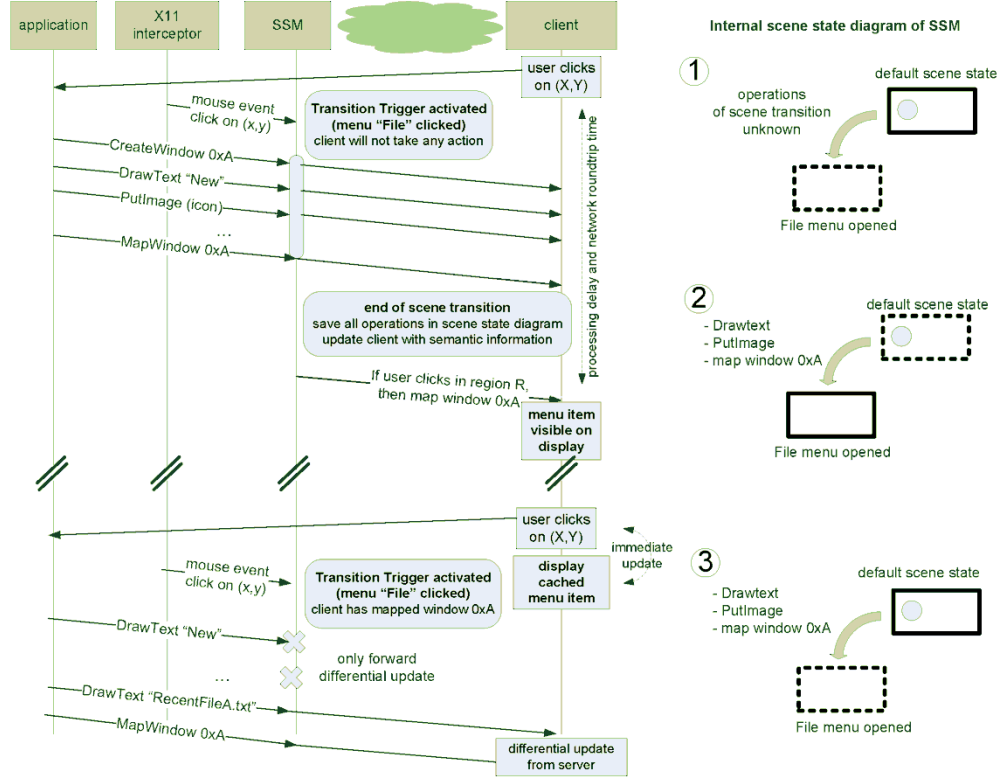 application
X11
interceptor
SSM
client
Internal scene state diagram of SSM
user clicks
on (X,Y)
mouse event
click on (x,y)
Transition Trigger activated
(menu “File” clicked)
client will not take any action
CreateWindow 0xA
DrawText “New”
PutImage (icon)
...
MapWindow 0xA
processing delay and network roundtrip time
end of scene transition
save all operations in scene state diagram
update client with semantic information
If user clicks in region R,
then map window 0xA
menu item
visible on
display
1
default scene state
operations
of scene transition
unknown
File menu opened
2
default scene state
- Drawtext
- PutImage
- map window 0xA
File menu opened
user clicks
on (X,Y)
immediate
update
mouse event
click on (x,y)
Transition Trigger activated
(menu “File” clicked)
client has mapped window 0xA
display
cached
menu item
DrawText “New”
...
only forward
differential update
DrawText “RecentFileA.txt”
MapWindow 0xA
differential update
from server
3
default scene state
- Drawtext
- PutImage
- map window 0xA
File menu opened